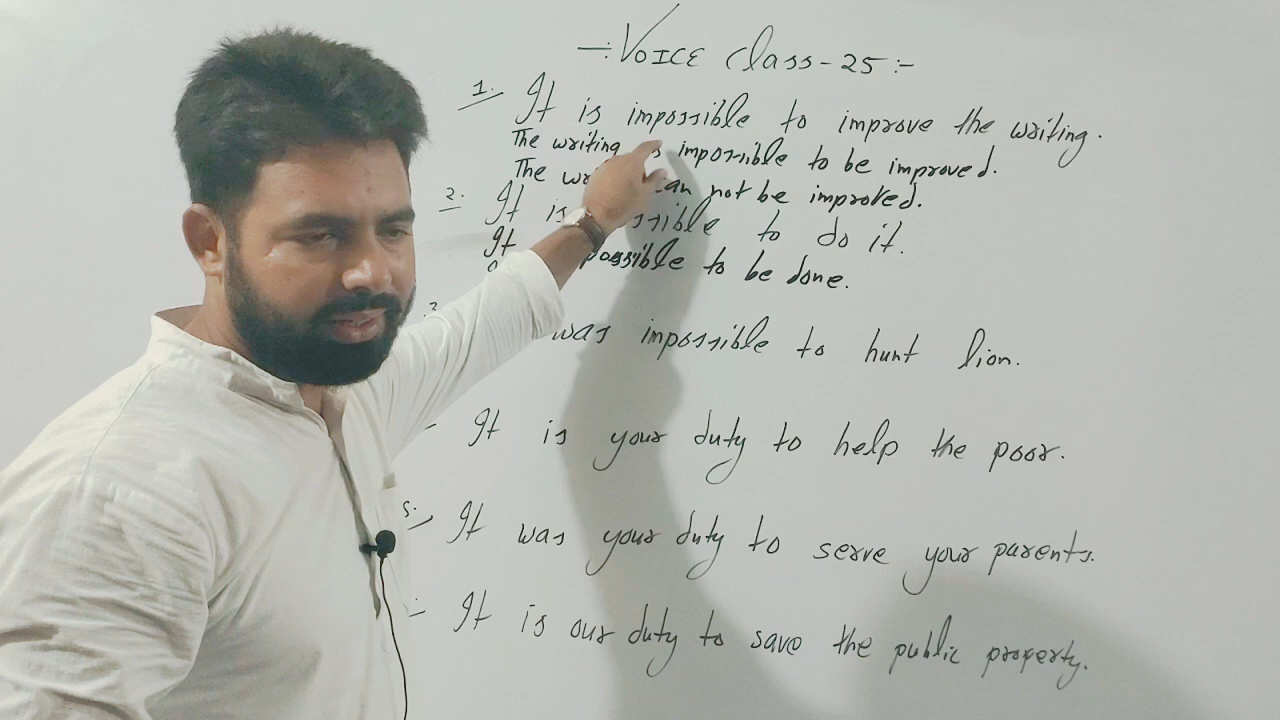 -: VOICE Class - 25 :-
1. It is impossible to improve the writing.
The writing is impossible to be improved.
The can not be improved.
2. It is to do it.
It possible to be done.
3. was impossible to hunt lion.
It is your duty to help the poor.
5. It was your duty to serve your parents.
It is our duty to save the public property.